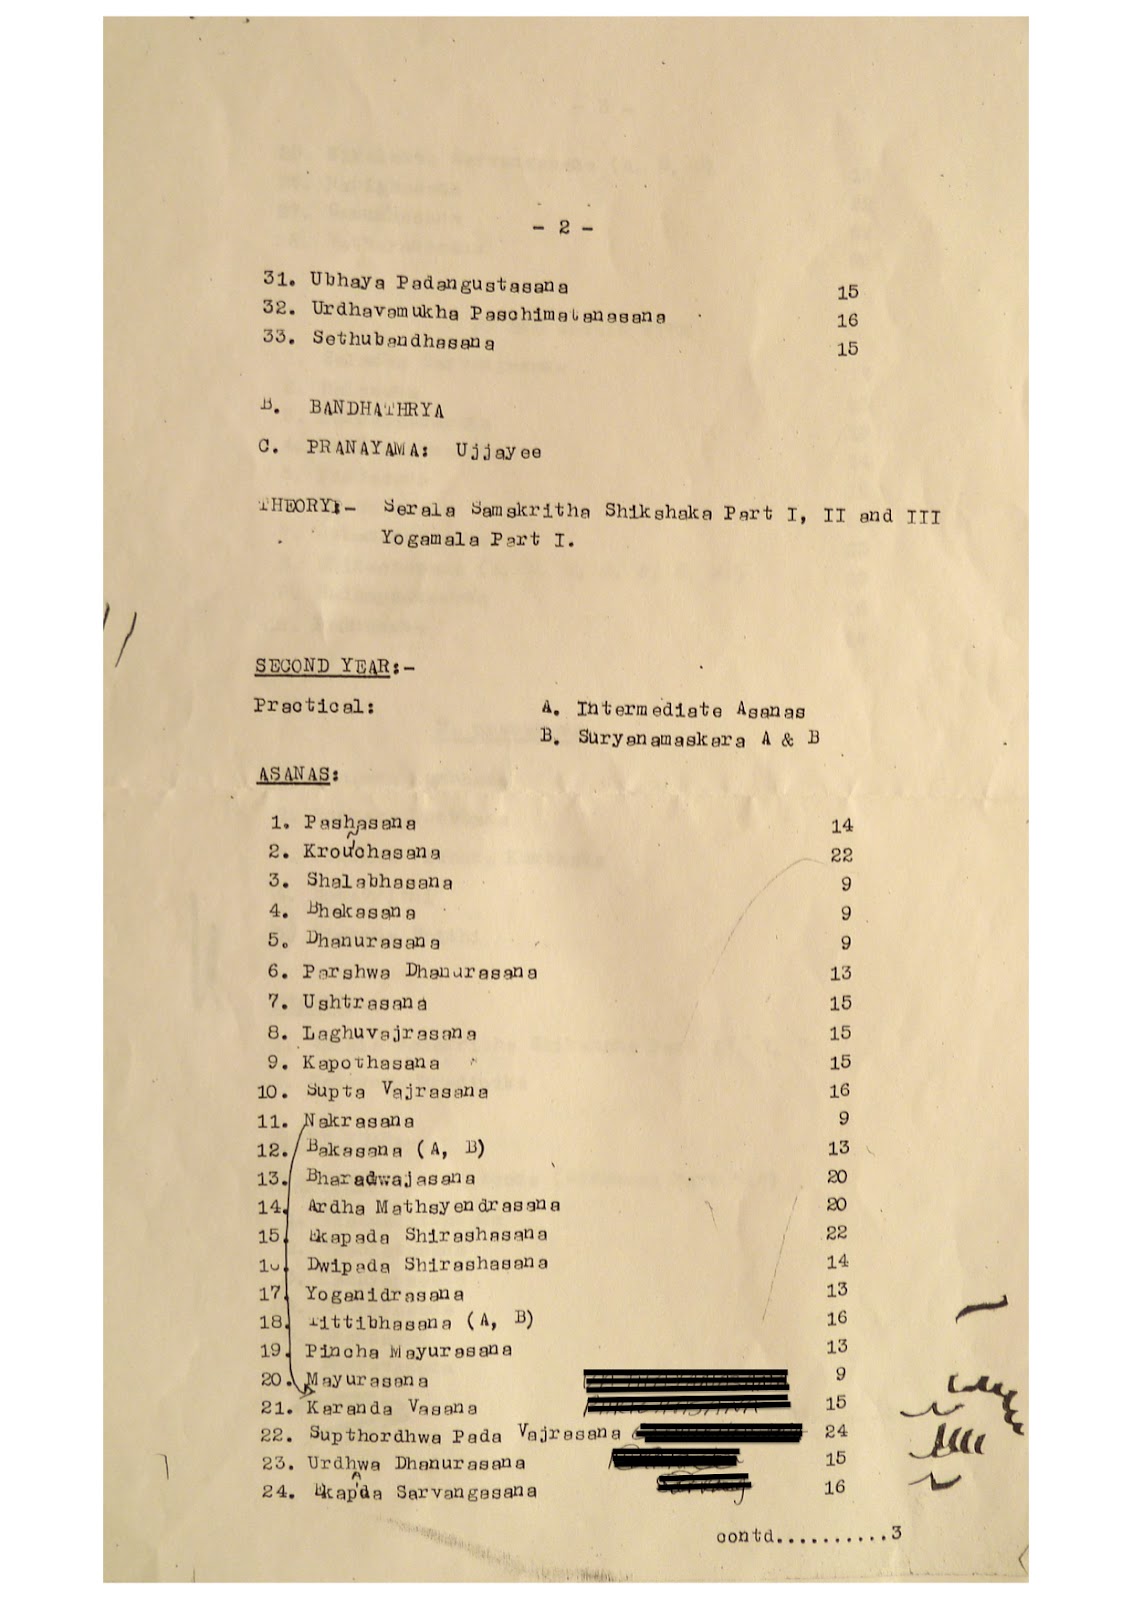 - 2 -
31. Ubhaya Padangustasana 15
32. Urdhavamukha Paschimatanasana 16
33. Sethubandhasana 15
B. BANDHATHRYA
C. PRANAYAMA: Ujjayee
THEORY:- Serala Samskritha Shikshaka Part I, II and III
Yogamala Part I.
SECOND YEAR:-
Practical: A. Intermediate Asanas
B. Suryanamaskara A & B
ASANAS:
1. Pashasana 14
2. Krouchasana 22
3. Shalabhasana 9
4. Bhekasana 9
5. Dhanurasana 9
6. Parshwa Dhanurasana 13
7. Ushtrasana 15
8. Laghuvajrasana 15
9. Kapothasana 15
10. Supta Vajrasana 16
11. Nakrasana 9
12. Bakasana (A, B) 13
13. Bharadwajasana 20
14. Ardha Mathsyendrasana 20
15. Ekapada Shirashasana 22
16. Dwipada Shirashasana 14
17. Yoganidrasana 13
18. Tittibhasana (A, B) 16
19. Pincha Mayurasana 13
20. Mayurasana 9
21. Karanda Vasana 15
22. Supthordhwa Pada Vajrasana 24
23. Urdhwa Dhanurasana 15
24. Ekapda Sarvangasana 16
contd..........3